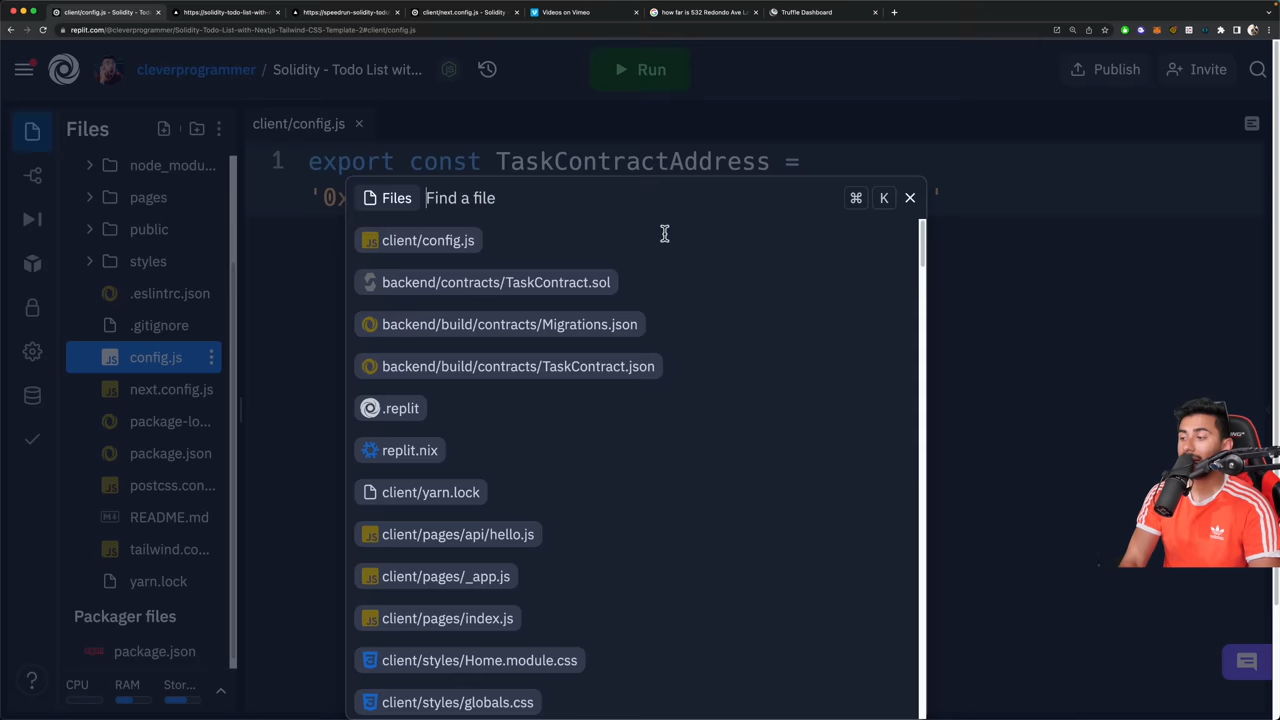 client/config.js - Solidity - Tod
https://solidity-todo-list-with-
https://speedrun-solidity-todo
client/config.js - Solidity - T
Videos on Vimeo
how far is 532 Redondo Ave L
Truffle Dashboard
replit.com/@cleverprogrammer/Solidity-Todo-List-with-Nextjs-Tailwind-CSS-Template-2#client/config.js
cleverprogrammer / Solidity - Todo List wit...
Run
Publish
Invite
Files
client/config.js
node_modu...
pages
public
styles
.eslintrc.json
.gitignore
config.js
next.config.js
package-lo...
package.json
postcss.con...
README.md
tailwind.co...
yarn.lock
Packager files
package.json
CPU RAM Stor...
1 export const TaskContractAddress =
'0x '
Files Find a file ⌘ K
client/config.js
backend/contracts/TaskContract.sol
backend/build/contracts/Migrations.json
backend/build/contracts/TaskContract.json
.replit
replit.nix
client/yarn.lock
client/pages/api/hello.js
client/pages/_app.js
client/pages/index.js
client/styles/Home.module.css
client/styles/globals.css